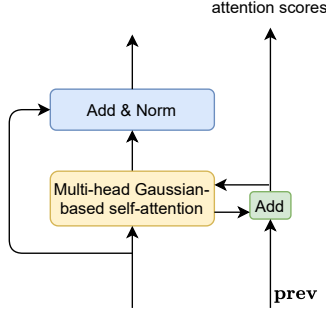 attention scores
Add & Norm
Multi-head Gaussian-
based self-attention
Add
prev